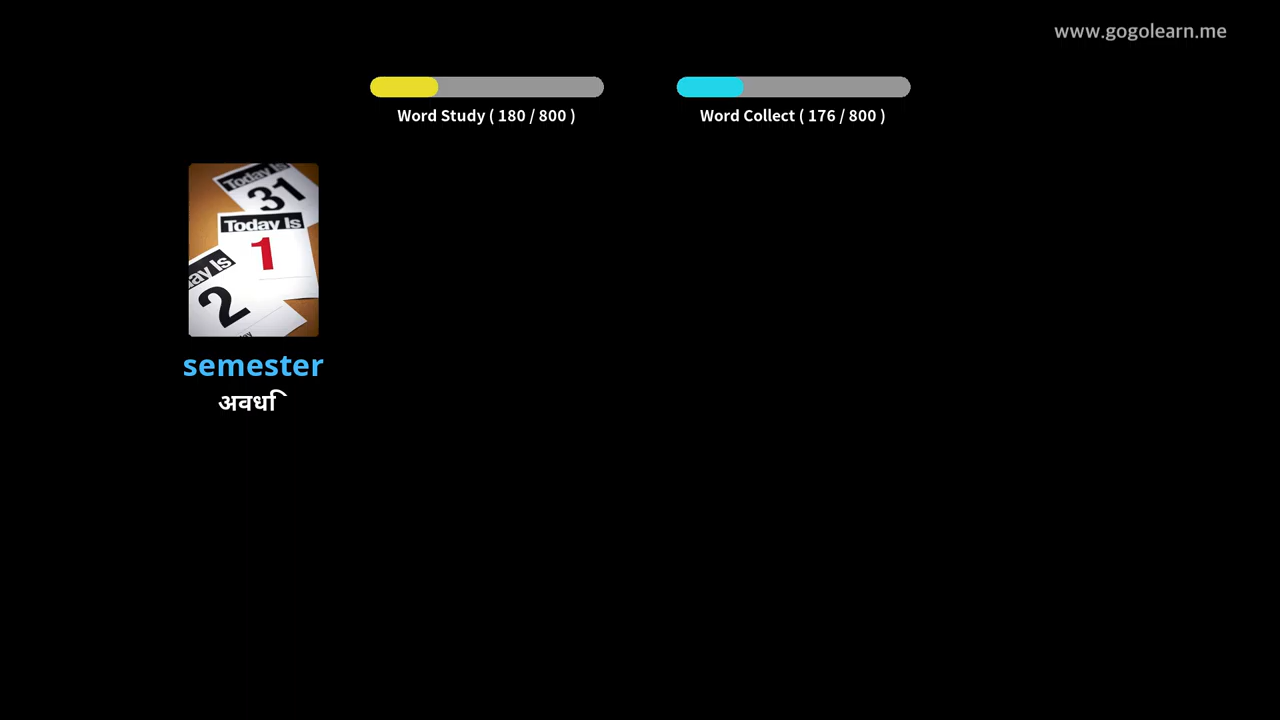 www.gogolearn.me
Word Study ( 180 / 800 )
Word Collect ( 176 / 800 )
Today Is
31
Today Is
1
ay Is
2
semester
अवधि